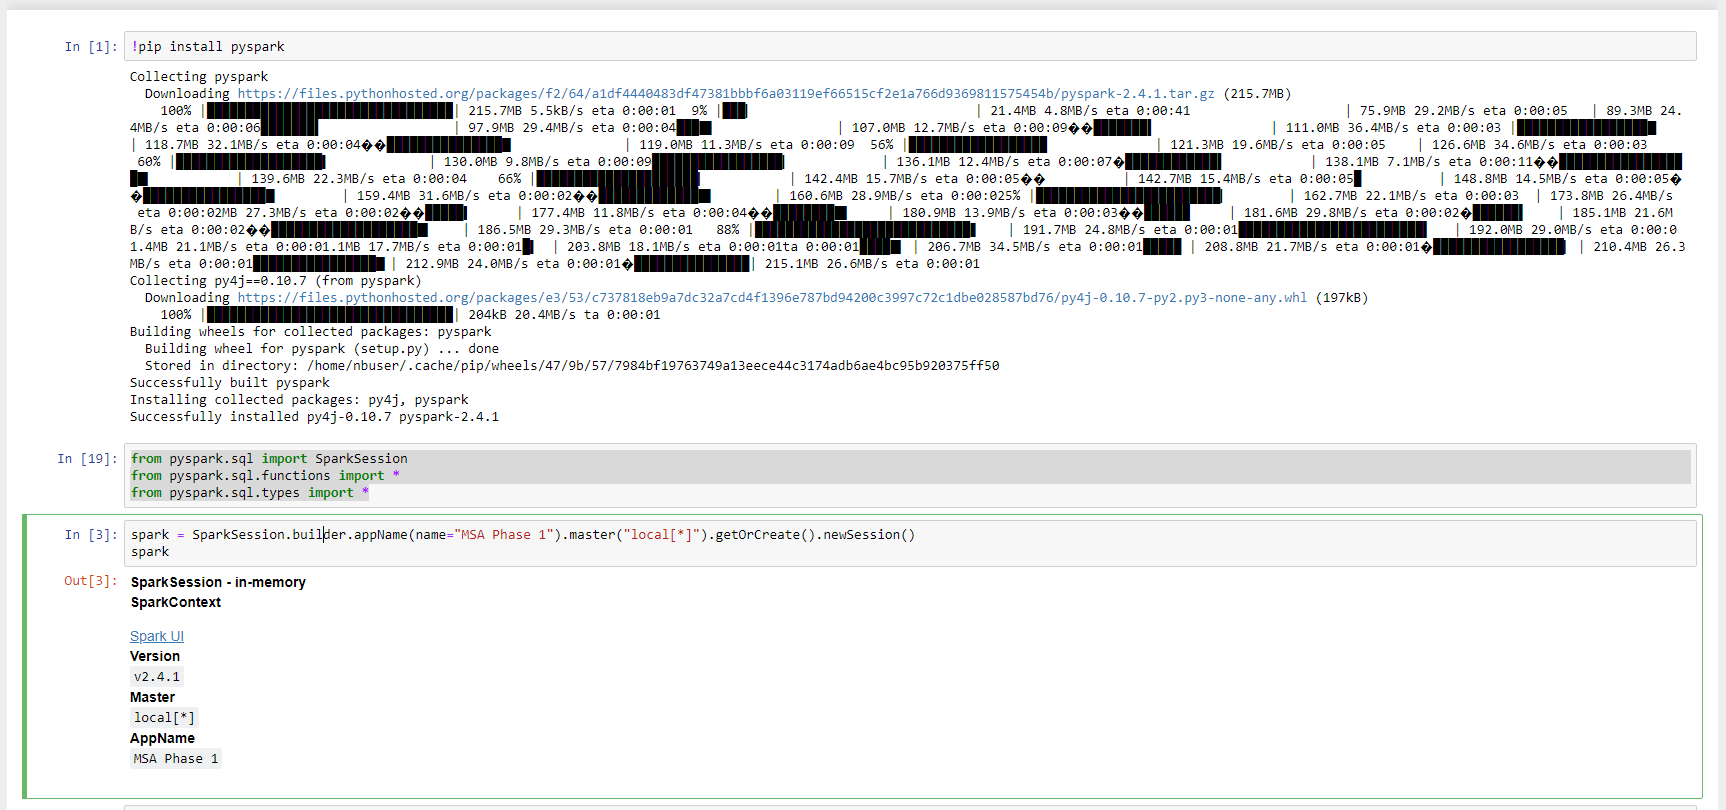 In [1]: !pip install pyspark
Collecting pyspark
Downloading https://files.pythonhosted.org/packages/f2/64/a1df4440483df47381bbbf6a03119ef66515cf2e1a766d9369811575454b/pyspark-2.4.1.tar.gz (215.7MB)
100% |████████████████████████████████| 215.7MB 5.5kB/s eta 0:00:01 9% |███ | 21.4MB 4.8MB/s eta 0:00:41 | 75.9MB 29.2MB/s eta 0:00:05 | 89.3MB 24.
4MB/s eta 0:00:06███████ | 97.9MB 29.4MB/s eta 0:00:04████ | 107.0MB 12.7MB/s eta 0:00:09��███████ | 111.0MB 36.4MB/s eta 0:00:03 |██████████████████
| 118.7MB 32.1MB/s eta 0:00:04��████████████████ | 119.0MB 11.3MB/s eta 0:00:09 56% |██████████████████ | 121.3MB 19.6MB/s eta 0:00:05 | 126.6MB 34.6MB/s eta 0:00:03
60% |███████████████████ | 130.0MB 9.8MB/s eta 0:00:09█████████████████ | 136.1MB 12.4MB/s eta 0:00:07�████████████ | 138.1MB 7.1MB/s eta 0:00:11��████████████████
██ | 139.6MB 22.3MB/s eta 0:00:04 66% |█████████████████████ | 142.4MB 15.7MB/s eta 0:00:05�� | 142.7MB 15.4MB/s eta 0:00:05█ | 148.8MB 14.5MB/s eta 0:00:05�
�█████████████████ | 159.4MB 31.6MB/s eta 0:00:02��██████████████ | 160.6MB 28.9MB/s eta 0:00:025% |████████████████████████ | 162.7MB 22.1MB/s eta 0:00:03 | 173.8MB 26.4MB/s
eta 0:00:02MB 27.3MB/s eta 0:00:02��█████ | 177.4MB 11.8MB/s eta 0:00:04��█████████ | 180.9MB 13.9MB/s eta 0:00:03��██████ | 181.6MB 29.8MB/s eta 0:00:02�██████ | 185.1MB 21.6M
B/s eta 0:00:02��████████████████████ | 186.5MB 29.3MB/s eta 0:00:01 88% |████████████████████████████ | 191.7MB 24.8MB/s eta 0:00:01████████████████████████ | 192.0MB 29.0MB/s eta 0:00:0
1.4MB 21.1MB/s eta 0:00:01.1MB 17.7MB/s eta 0:00:01█ | 203.8MB 18.1MB/s eta 0:00:01ta 0:00:01█████ | 206.7MB 34.5MB/s eta 0:00:01█████ | 208.8MB 21.7MB/s eta 0:00:01�█████████████████ | 210.4MB 26.3
MB/s eta 0:00:01█████████████████ | 212.9MB 24.0MB/s eta 0:00:01�███████████████| 215.1MB 26.6MB/s eta 0:00:01
Collecting py4j==0.10.7 (from pyspark)
Downloading https://files.pythonhosted.org/packages/e3/53/c737818eb9a7dc32a7cd4f1396e787bd94200c3997c72c1dbe028587bd76/py4j-0.10.7-py2.py3-none-any.whl (197kB)
100% |████████████████████████████████| 204kB 20.4MB/s ta 0:00:01
Building wheels for collected packages: pyspark
Building wheel for pyspark (setup.py) ... done
Stored in directory: /home/nbuser/.cache/pip/wheels/47/9b/57/7984bf19763749a13eece44c3174adb6ae4bc95b920375ff50
Successfully built pyspark
Installing collected packages: py4j, pyspark
Successfully installed py4j-0.10.7 pyspark-2.4.1
In [19]: from pyspark.sql import SparkSession
from pyspark.sql.functions import *
from pyspark.sql.types import *
In [3]: spark = SparkSession.builder.appName(name="MSA Phase 1").master("local[*]").getOrCreate().newSession()
spark
Out[3]: SparkSession - in-memory
SparkContext
Spark UI
Version
v2.4.1
Master
local[*]
AppName
MSA Phase 1